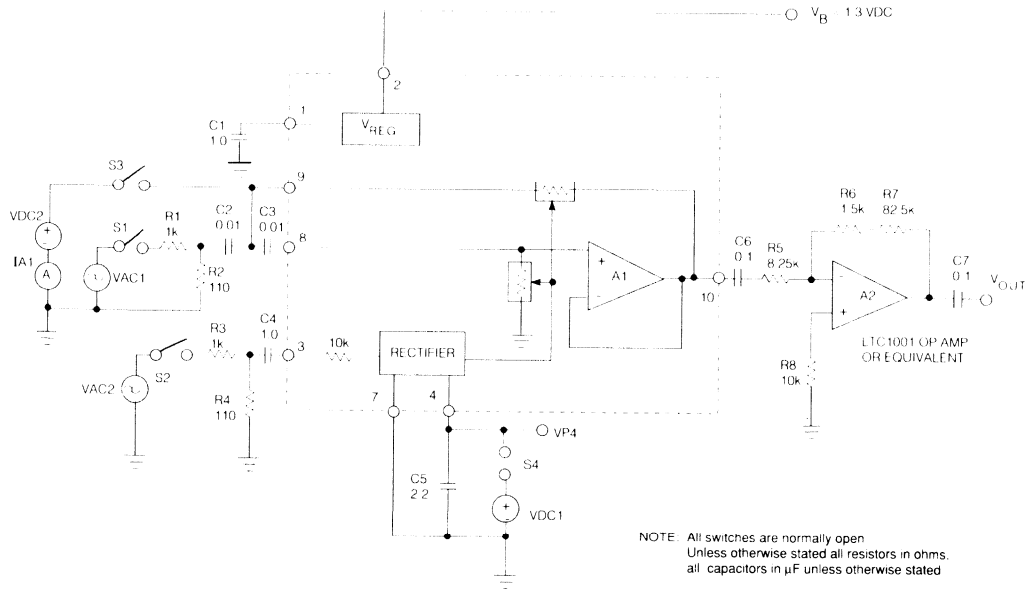 V_B 1 3 VDC
2
1
V_REG
C1
1 0
S3
9
VDC2
S1
R1
1k
C2
0 01
C3
0 01
8
+
-
IA1
A
VAC1
R2
110
+
-
A1
10
C6
0 1
R5
8 25k
R6
1.5k
R7
82 5k
-
+
A2
C7
0 1
V_OUT
LTC1001 OP AMP
OR EQUIVALENT
R8
10k
R3
1k
C4
1.0
3
10k
RECTIFIER
S2
VAC2
R4
110
7
4
VP4
S4
C5
2 2
+
-
VDC1
NOTE: All switches are normally open
Unless otherwise stated all resistors in ohms,
all capacitors in µF unless otherwise stated